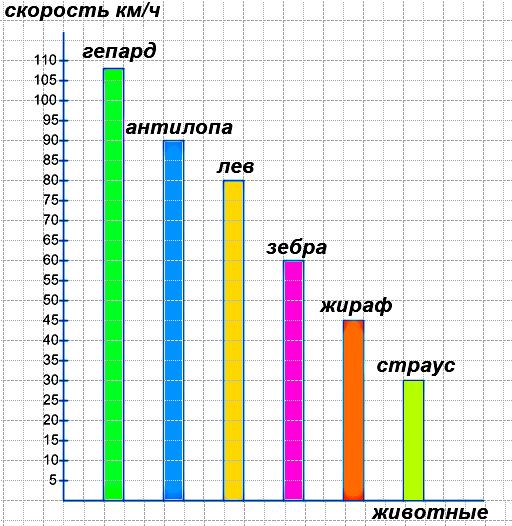 скорость км/ч
гепард
110
105
100
95
антилопа
90
85
лев
80
75
70
65
зебра
60
55
50
жираф
45
40
35
страус
30
25
20
15
10
5
животные